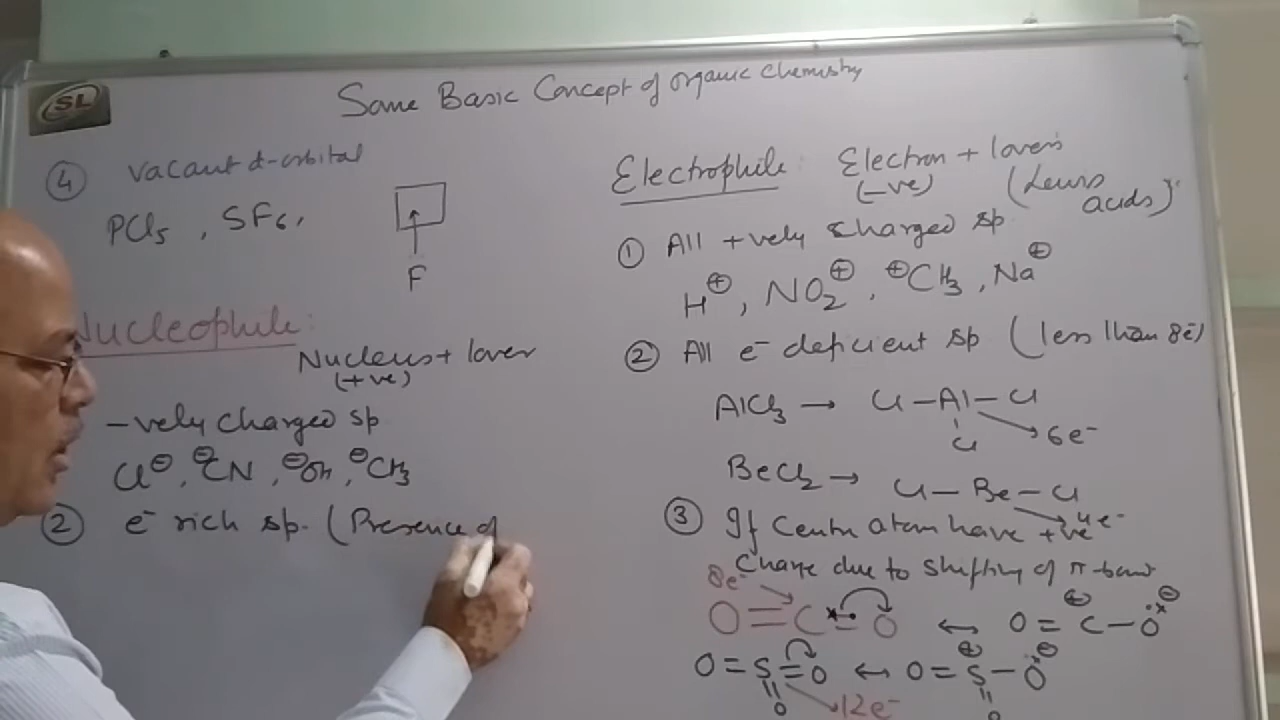 SL
Some Basic Concept of organic chemistry
④ vacant d-orbital
PCl₅, SF₆,
F
Nucleophile:
Nucleus + lover
(+ve)
-vely charged sp
Cl⊖, ⊖CN, ⊖OH, ⊖CH₃
② e⁻ rich sp. (Presence of
Electrophile: Electron + lovers
(-ve) (Lewis acids)
① All +vely charged sp
H⊕, NO₂⊕, ⊕CH₃, Na⊕
② All e⁻ deficient sp (less than 8e⁻)
AlCl₃ → Cl—Al—Cl
Cl 6e⁻
BeCl₂ → Cl—Be—Cl
4e⁻
③ If Centr atom have +ve
Charge due to shifting of π-bond
8e⁻
O=C=O ↔ O=C⊕—O⊖
O=S=O ↔ O=S⊕—O⊖
O 12e⁻ O